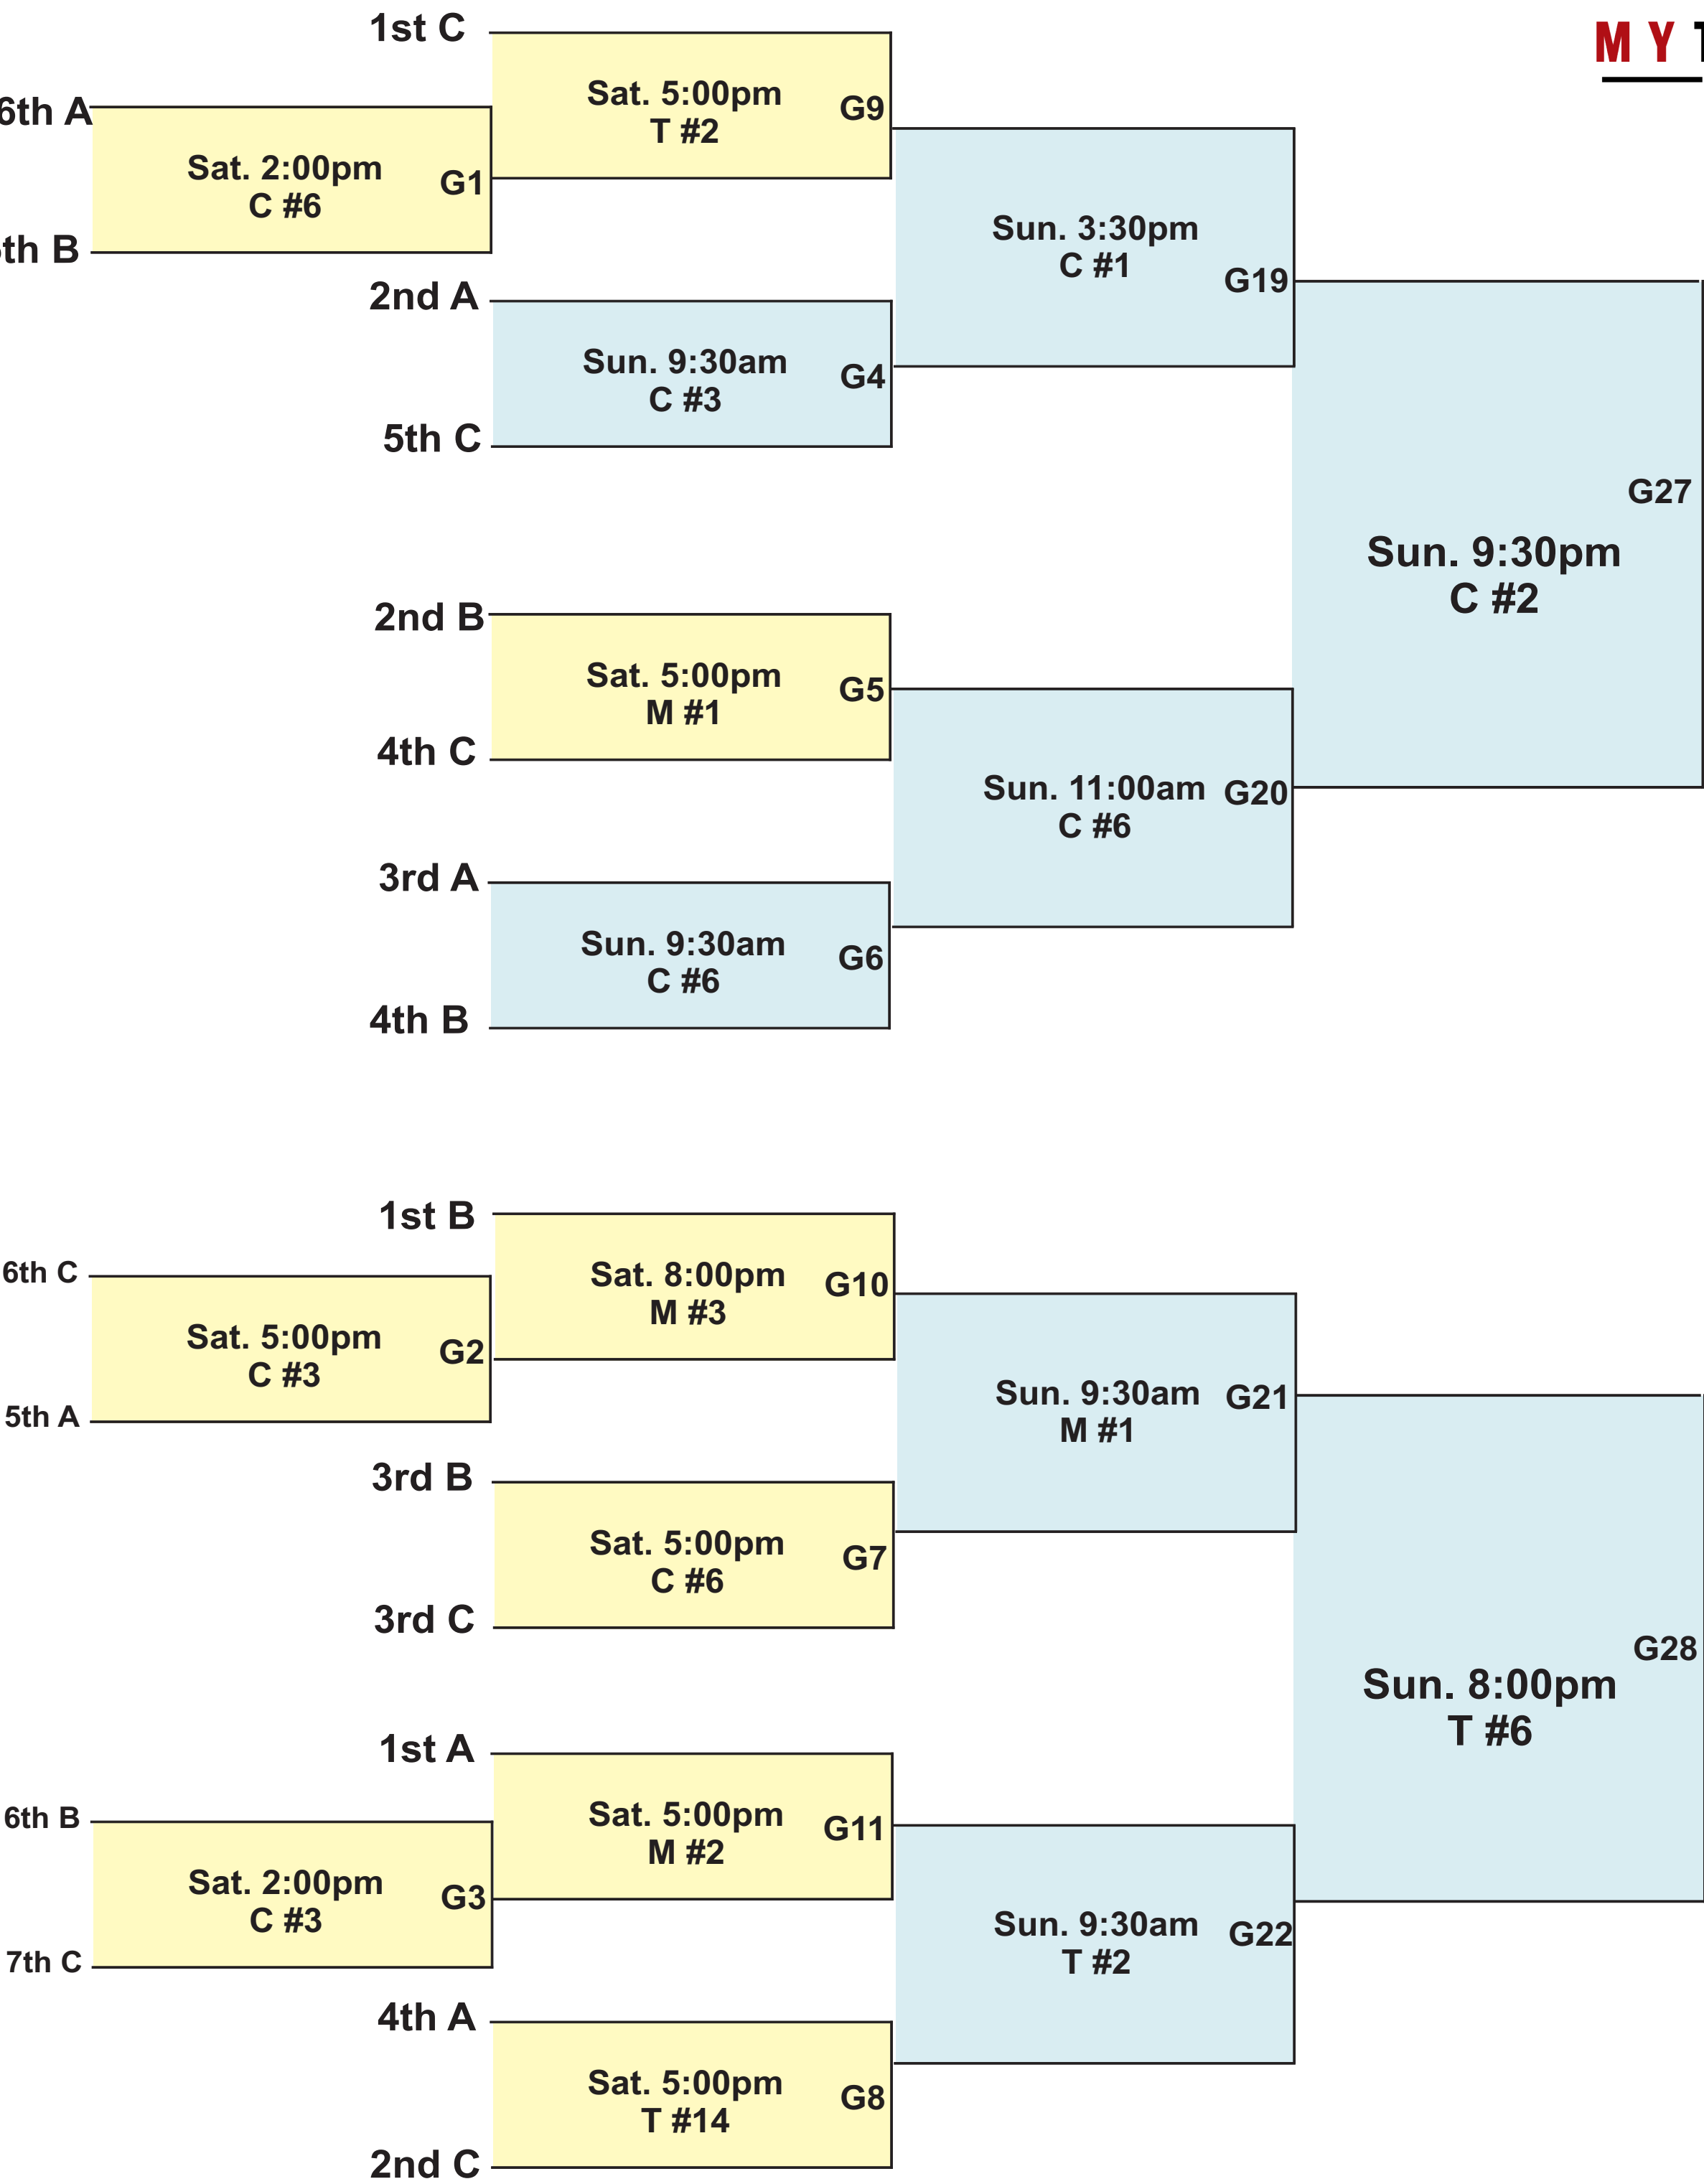 1st C
M Y
6th A
Sat. 5:00pm
T #2
G9
Sat. 2:00pm
C #6
G1
th B
2nd A
Sun. 3:30pm
C #1
G19
Sun. 9:30am
C #3
G4
5th C
G27
Sun. 9:30pm
C #2
2nd B
Sat. 5:00pm
M #1
G5
4th C
Sun. 11:00am
C #6
G20
3rd A
Sun. 9:30am
C #6
G6
4th B
1st B
6th C
Sat. 8:00pm
M #3
G10
Sat. 5:00pm
C #3
G2
5th A
Sun. 9:30am
M #1
G21
3rd B
Sat. 5:00pm
C #6
G7
3rd C
G28
Sun. 8:00pm
T #6
1st A
6th B
Sat. 5:00pm
M #2
G11
Sat. 2:00pm
C #3
G3
7th C
Sun. 9:30am
T #2
G22
4th A
Sat. 5:00pm
T #14
G8
2nd C